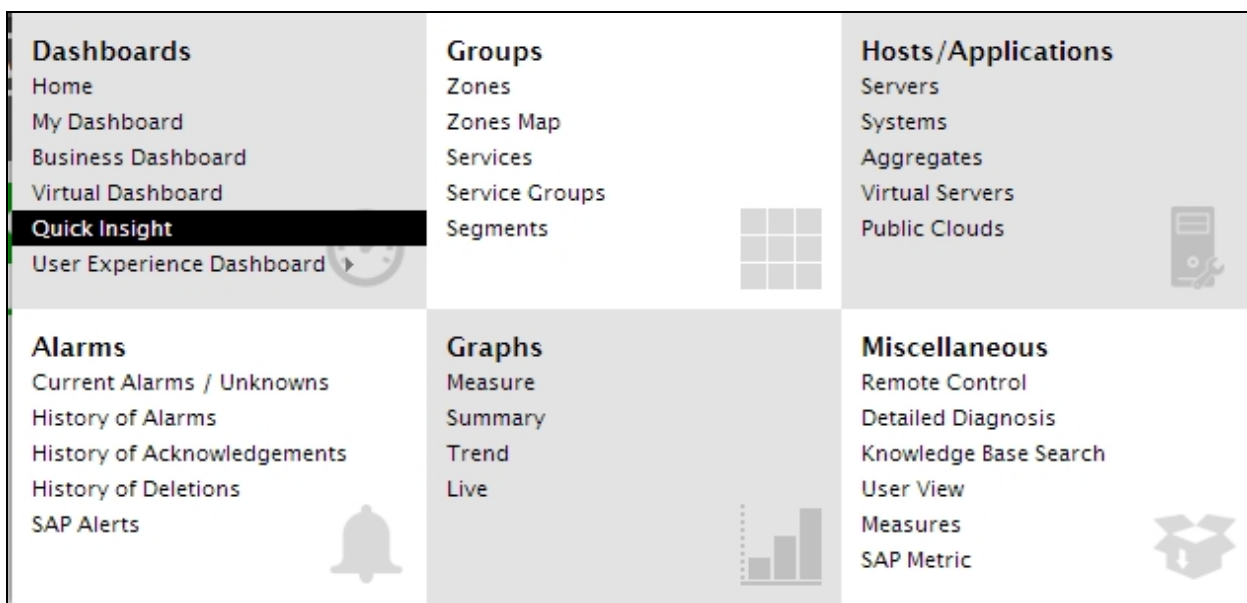 Dashboards
Home
My Dashboard
Business Dashboard
Virtual Dashboard
Quick Insight
User Experience Dashboard
Groups
Zones
Zones Map
Services
Service Groups
Segments
Hosts/Applications
Servers
Systems
Aggregates
Virtual Servers
Public Clouds
Alarms
Current Alarms / Unknowns
History of Alarms
History of Acknowledgements
History of Deletions
SAP Alerts
Graphs
Measure
Summary
Trend
Live
Miscellaneous
Remote Control
Detailed Diagnosis
Knowledge Base Search
User View
Measures
SAP Metric